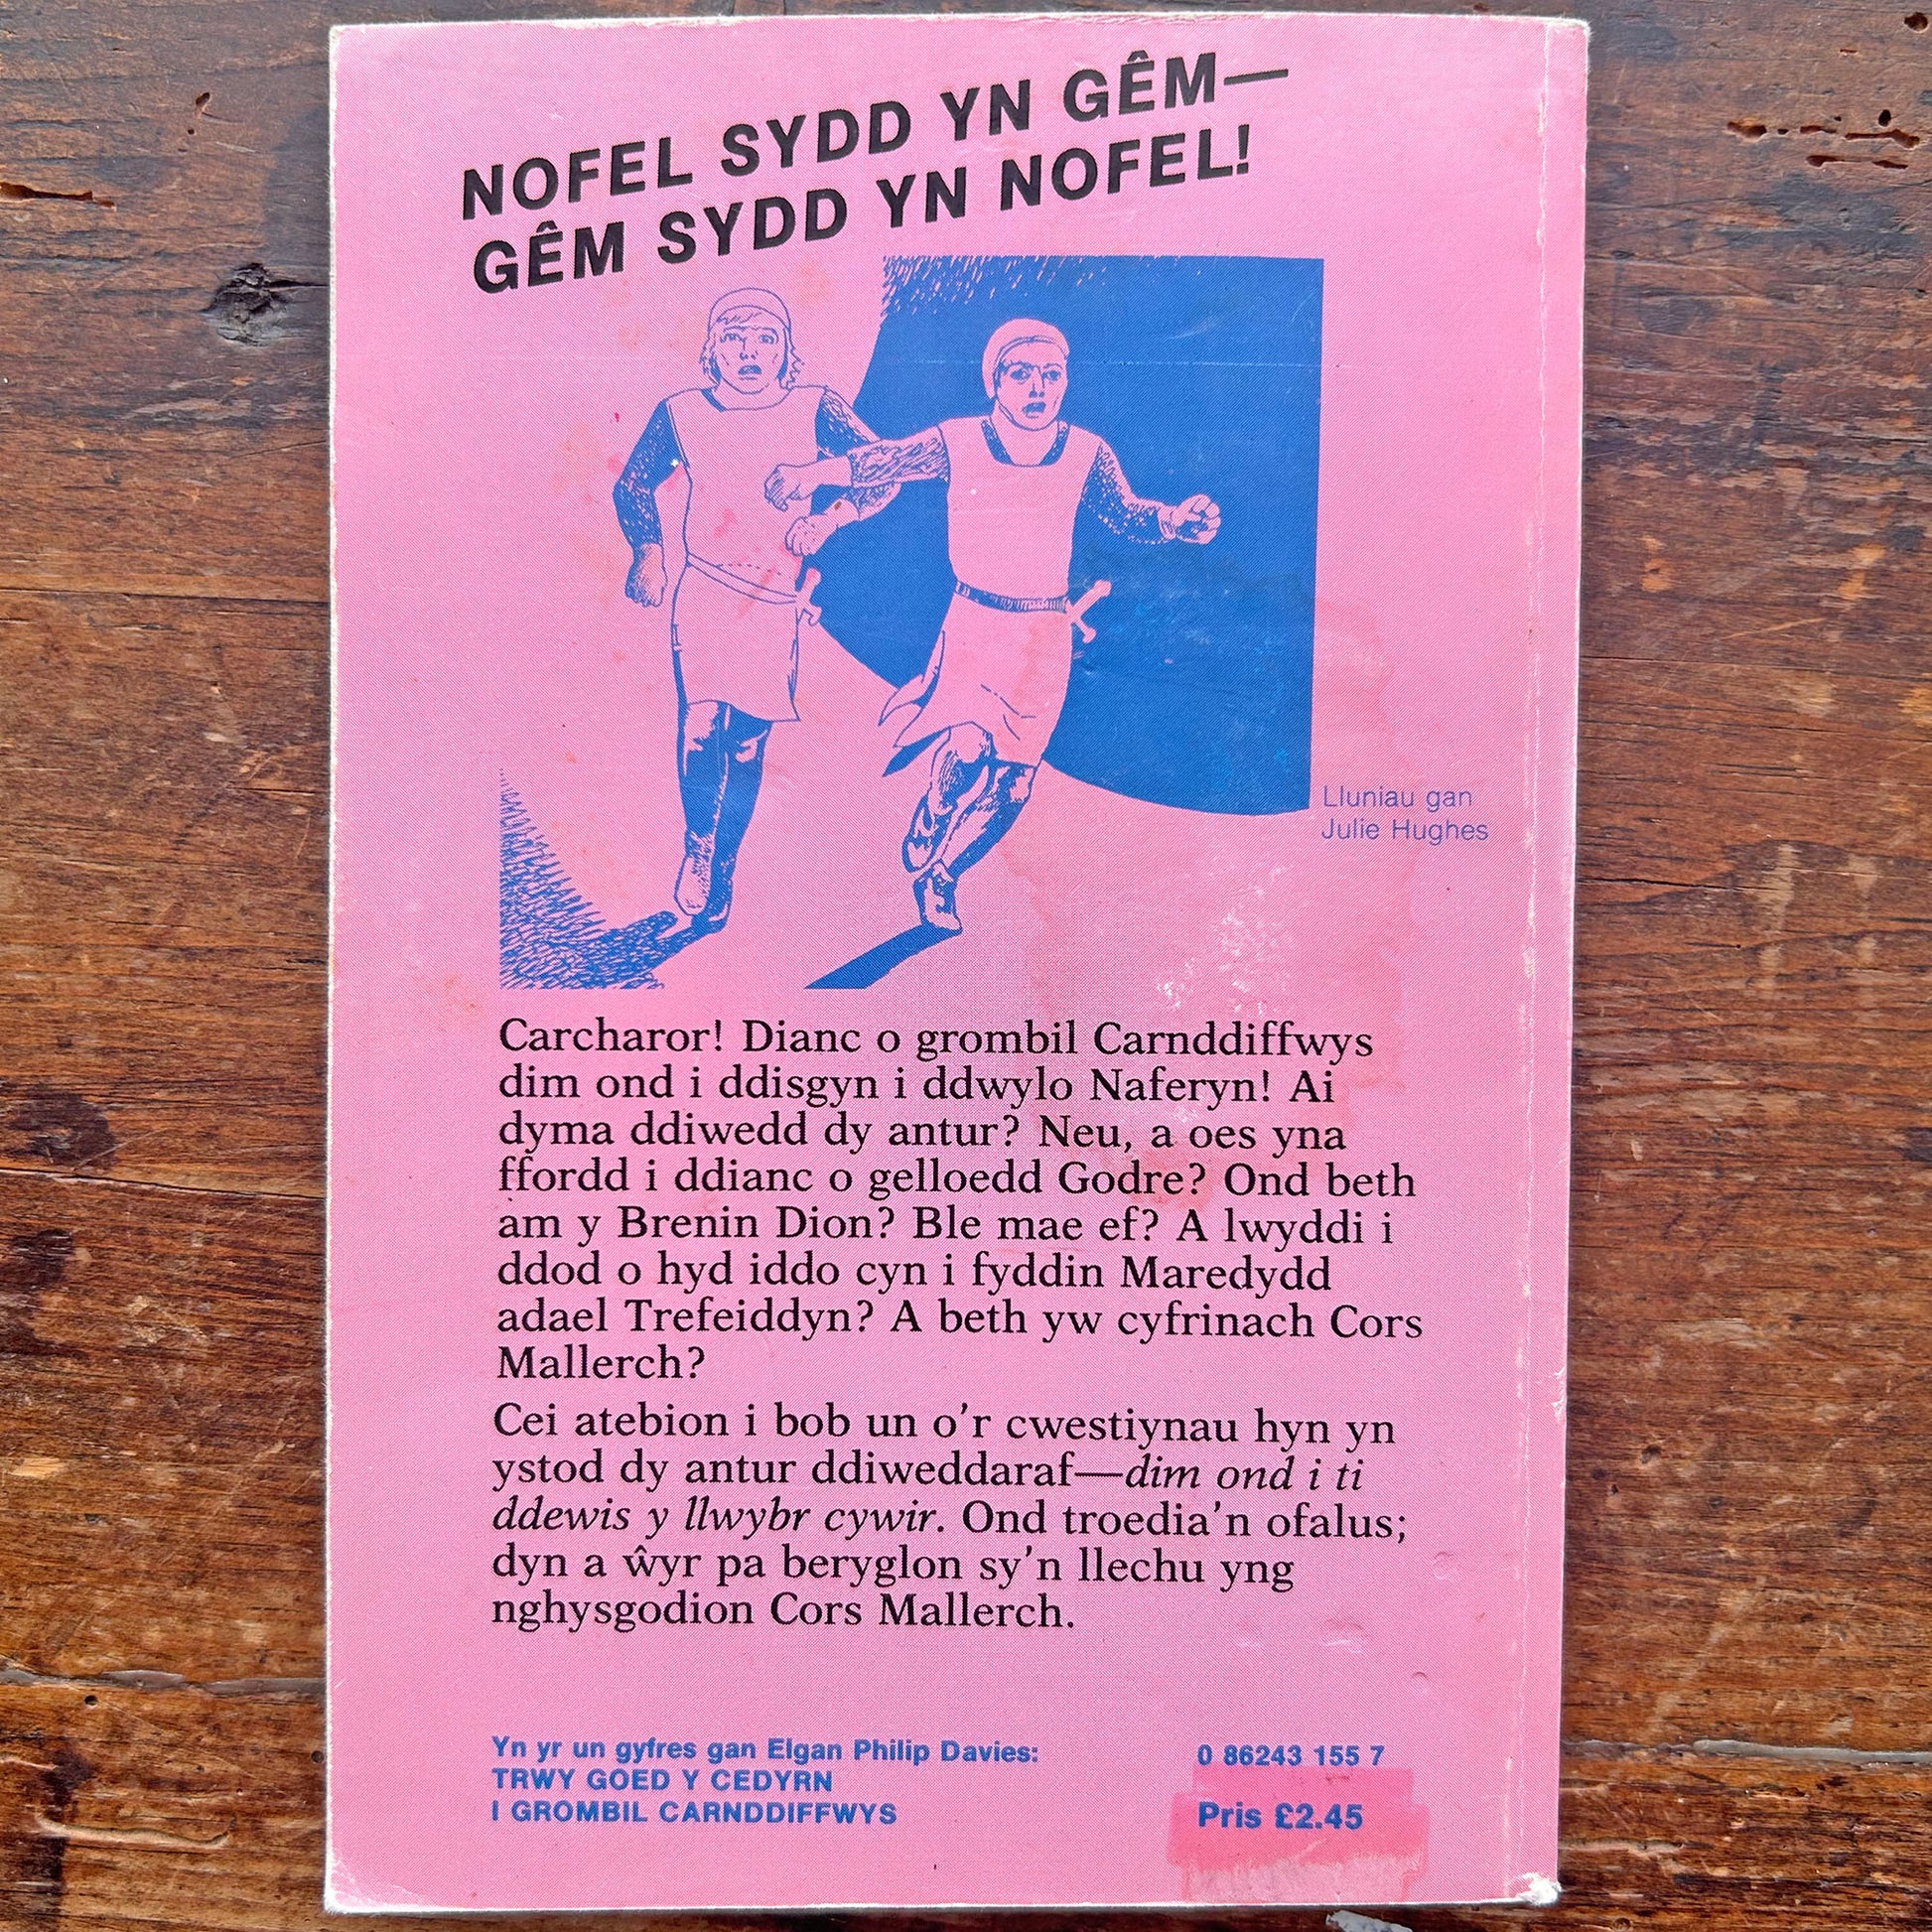 NOFEL SYDD YN GÊM—
GÊM SYDD YN NOFEL!
Lluniau gan
Julie Hughes
Carcharor! Dianc o grombil Carnddiffwys
dim ond i ddisgyn i ddwylo Naferyn! Ai
dyma ddiwedd dy antur? Neu, a oes yna
ffordd i ddianc o gelloedd Godre? Ond beth
am y Brenin Dion? Ble mae ef? A lwyddi i
ddod o hyd iddo cyn i fyddin Maredydd
adael Trefeiddyn? A beth yw cyfrinach Cors
Mallerch?
Cei atebion i bob un o'r cwestiynau hyn yn
ystod dy antur ddiweddaraf—dim ond i ti
ddewis y llwybr cywir. Ond troedia'n ofalus;
dyn a ŵyr pa beryglon sy'n llechu yng
nghysgodion Cors Mallerch.
Yn yr un gyfres gan Elgan Philip Davies:
TRWY GOED Y CEDYRN
I GROMBIL CARNDDIFFWYS
0 86243 155 7
Pris £2.45